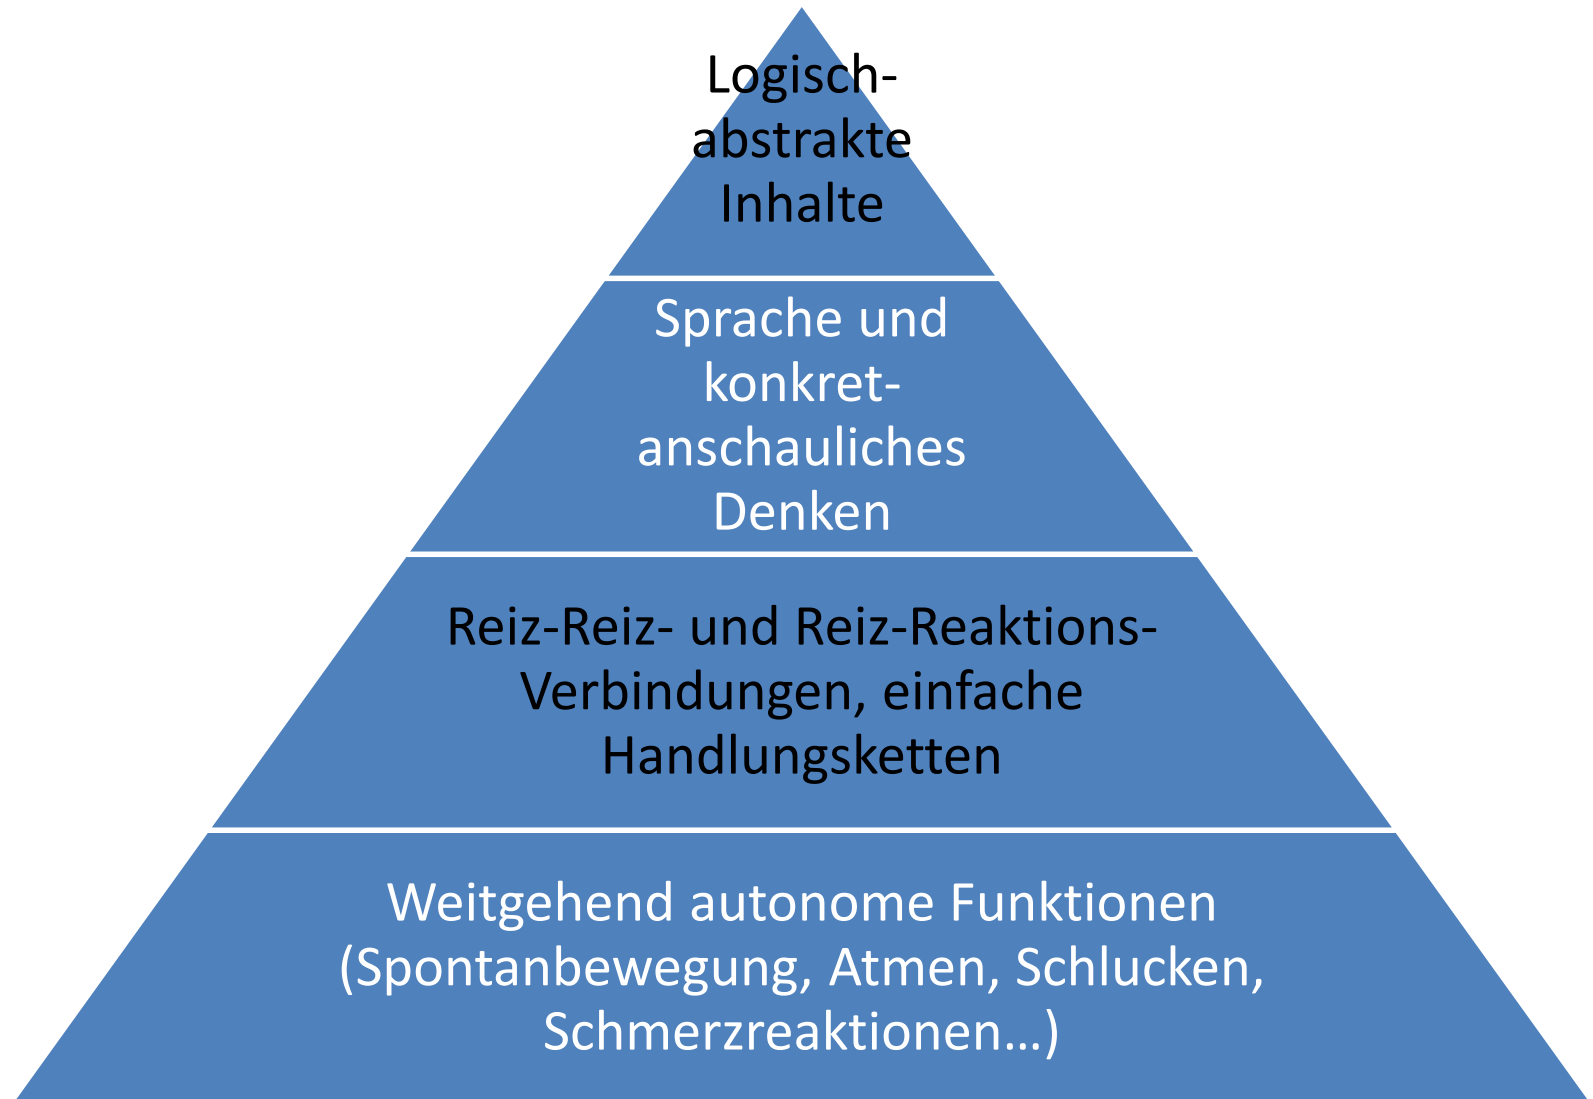 Logisch-
abstrakte
Inhalte
Sprache und
konkret-
anschauliches
Denken
Reiz-Reiz- und Reiz-Reaktions-
Verbindungen, einfache
Handlungsketten
Weitgehend autonome Funktionen
(Spontanbewegung, Atmen, Schlucken,
Schmerzreaktionen…)